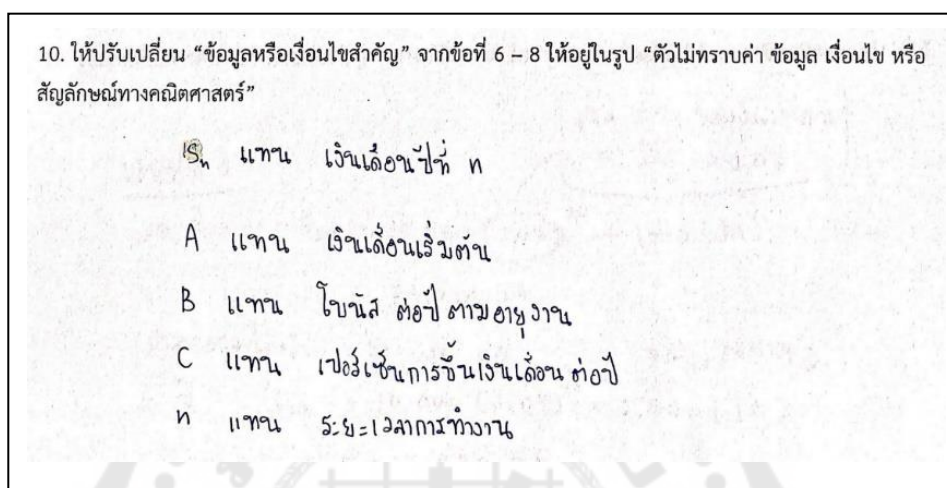 10. ให้ปรับเปลี่ยน “ข้อมูลหรือเงื่อนไขสำคัญ” จากข้อที่ 6 – 8 ให้อยู่ในรูป “ตัวไม่ทราบค่า ข้อมูล เงื่อนไข หรือ
สัญลักษณ์ทางคณิตศาสตร์”
Sₙ แทน เงินเดือนปีที่ n
A แทน เงินเดือนเริ่มต้น
B แทน โบนัส ต่อปี ตามอายุงาน
C แทน เปอร์เซ็นการขึ้นเงินเดือนต่อปี
n แทน ระยะเวลาการทำงาน